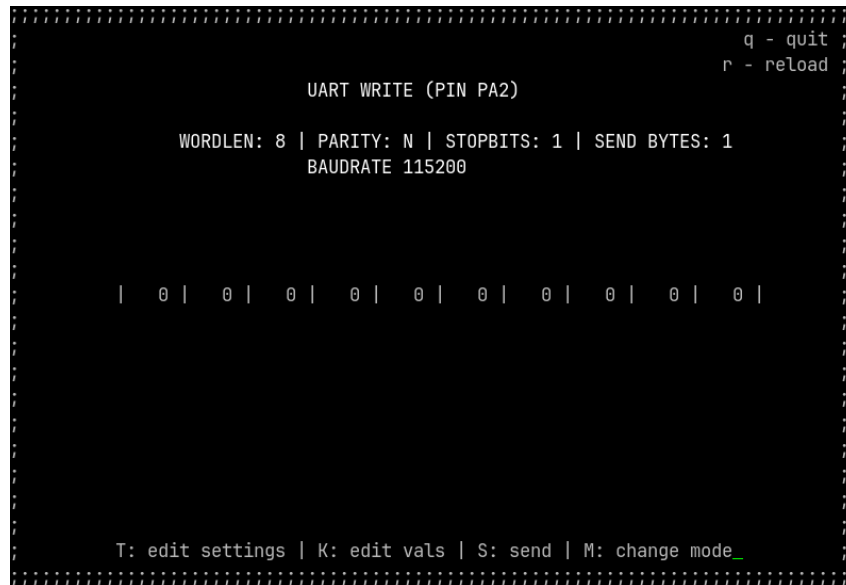 q - quit
r - reload
UART WRITE (PIN PA2)
WORDLEN: 8 | PARITY: N | STOPBITS: 1 | SEND BYTES: 1
BAUDRATE 115200
| 0 | 0 | 0 | 0 | 0 | 0 | 0 | 0 | 0 | 0 |
T: edit settings | K: edit vals | S: send | M: change mode_